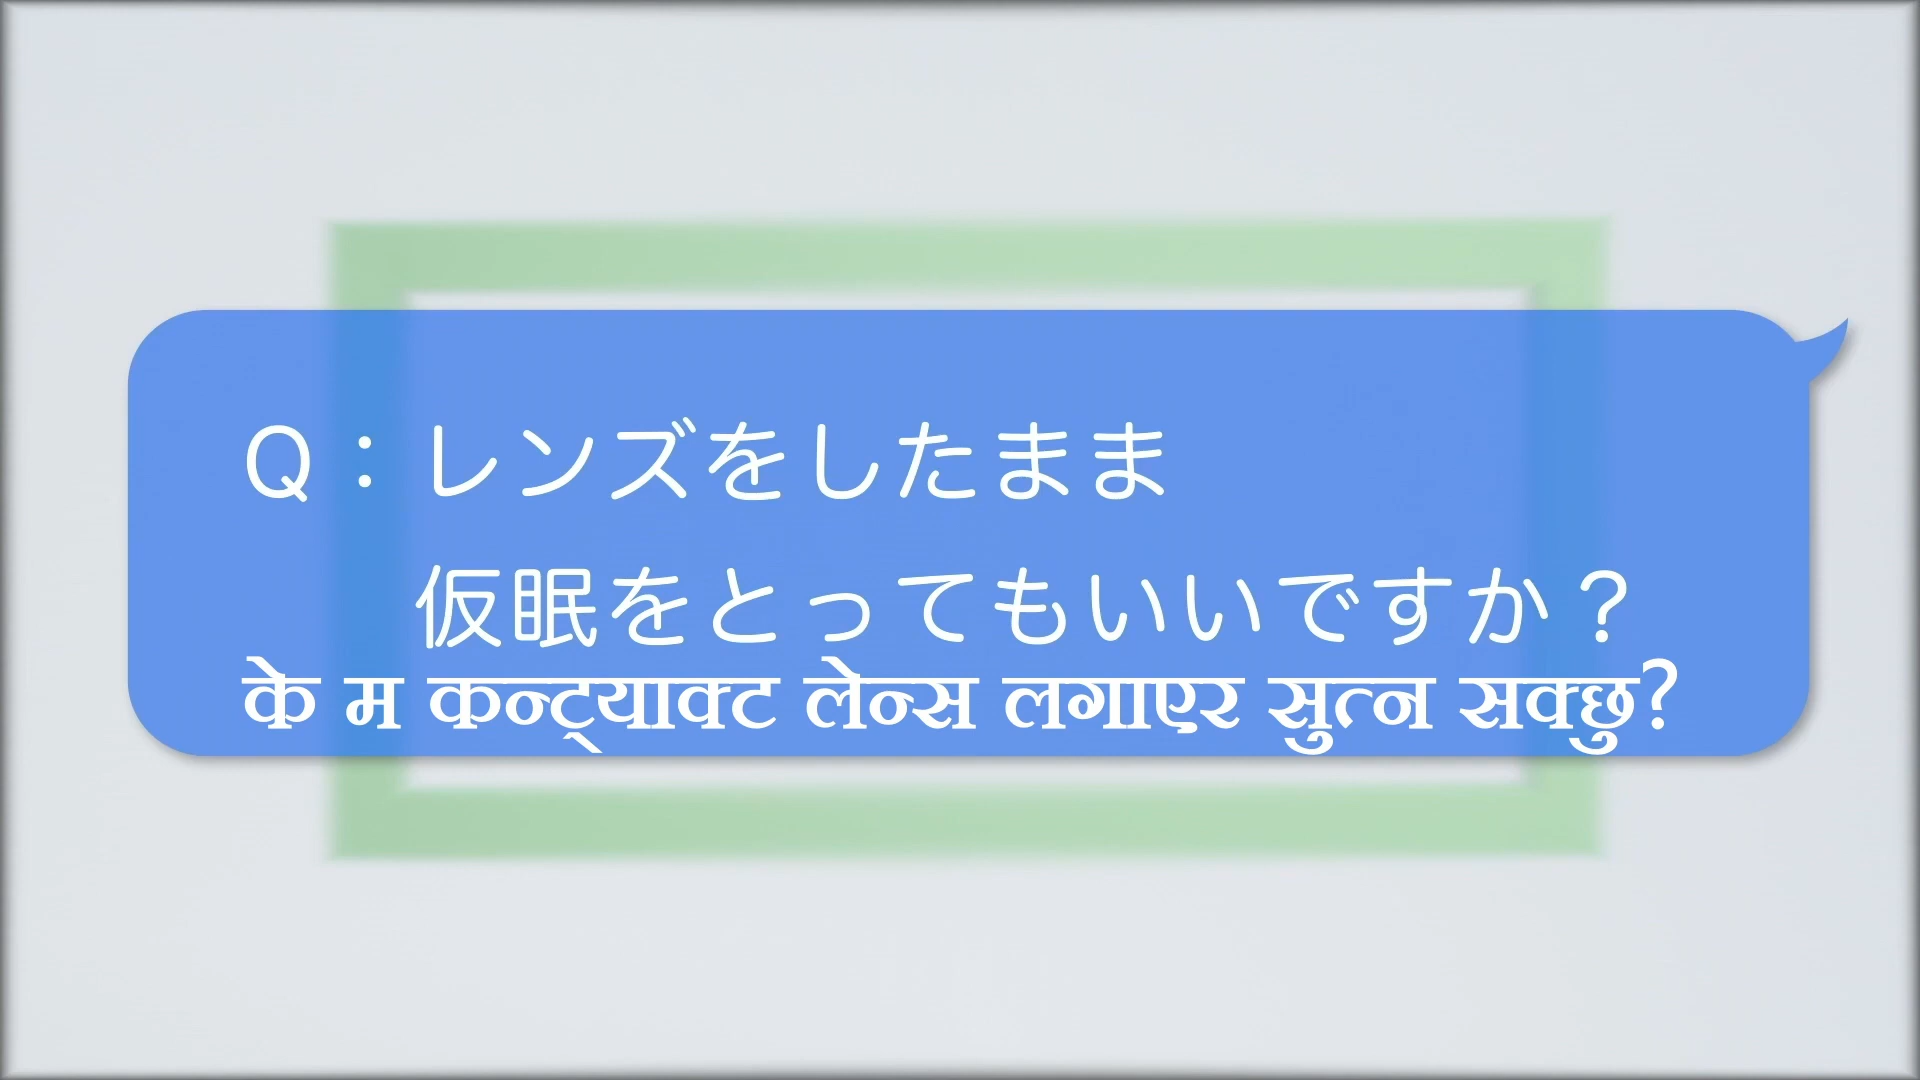 Q：レンズをしたまま
仮眠をとってもいいですか？
के म कन्ट्याक्ट लेन्स लगाएर सुत्न सक्छु?